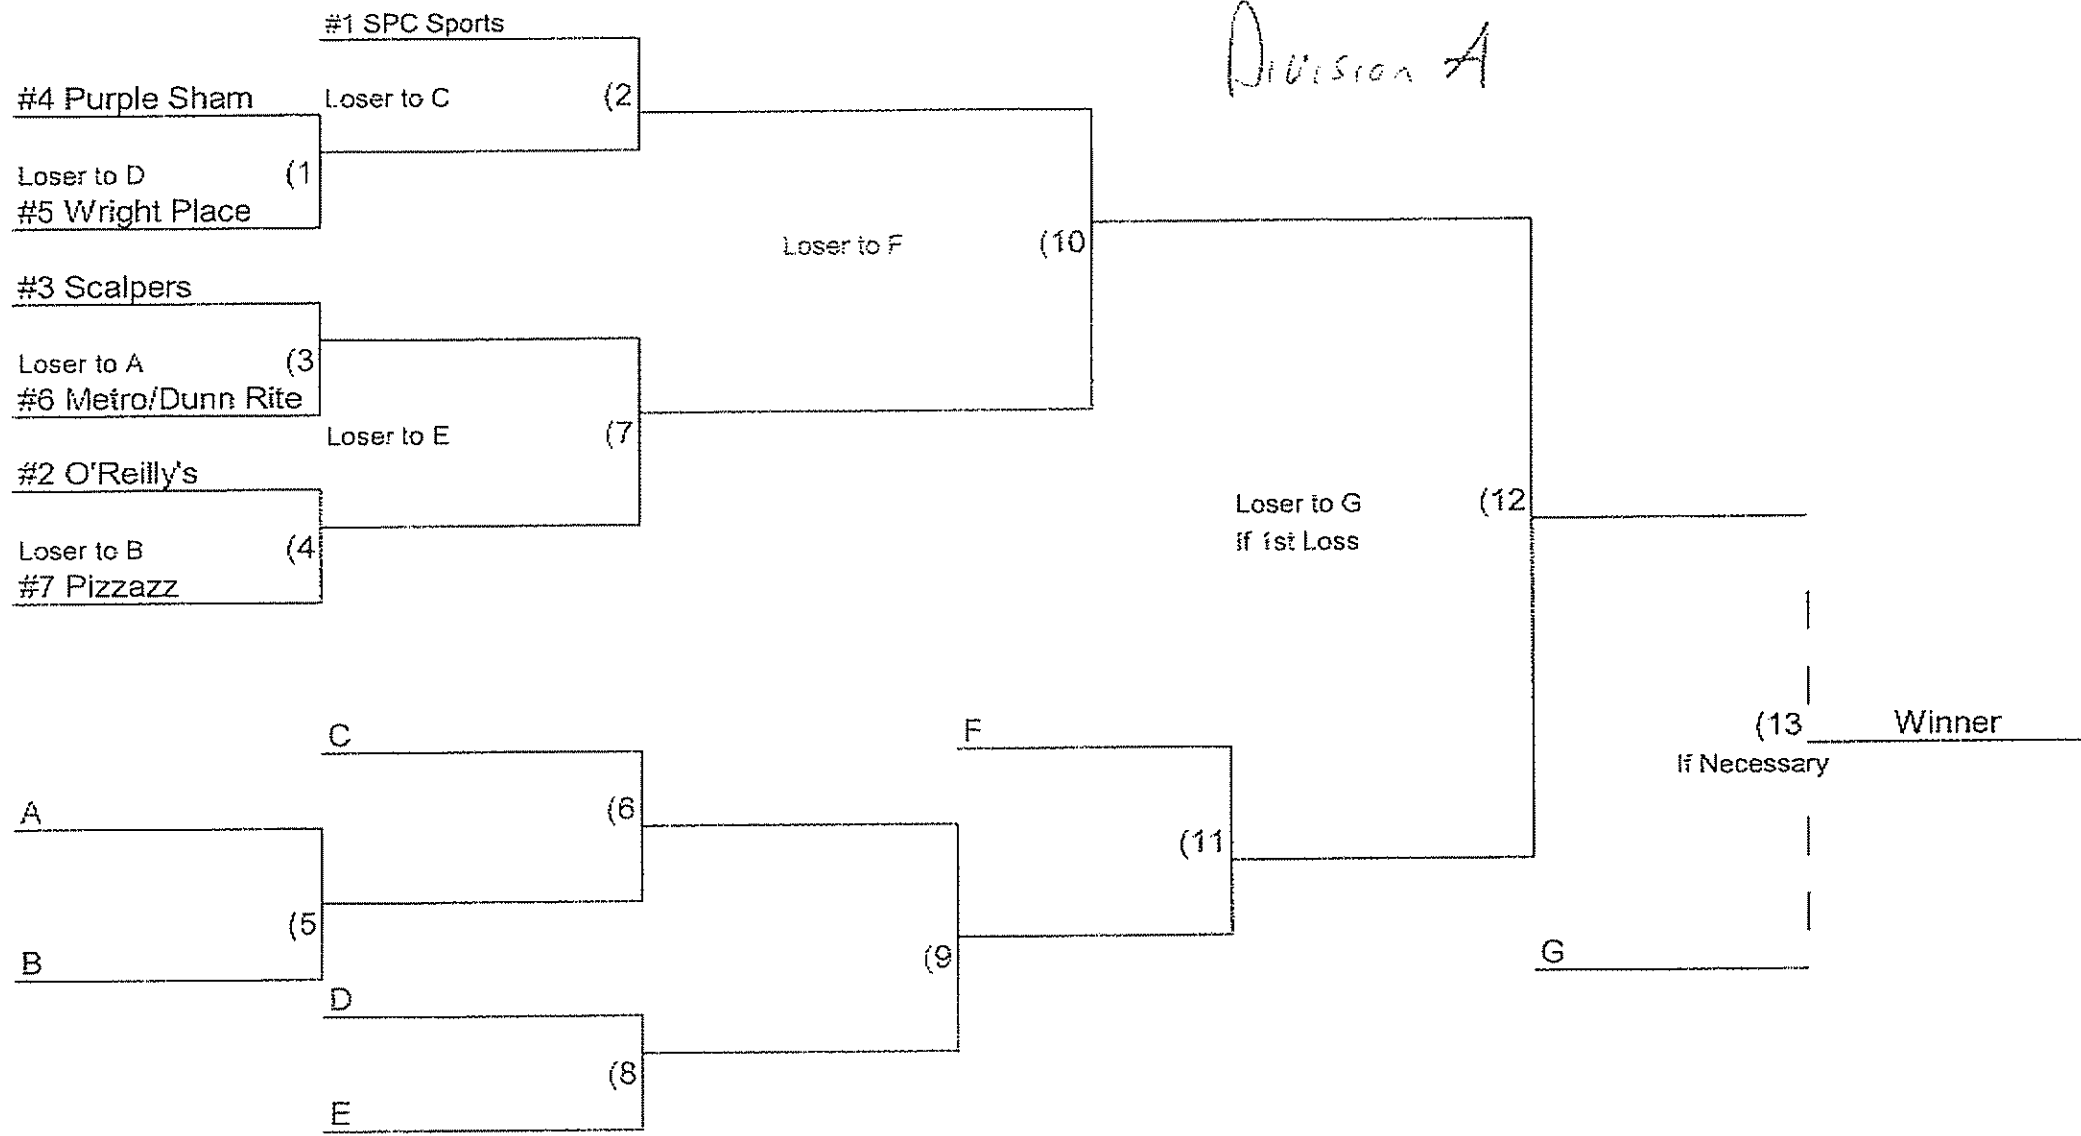 Division A
#1 SPC Sports
#4 Purple Sham
Loser to C
(2
Loser to D
(1
#5 Wright Place
Loser to F
(10
#3 Scalpers
Loser to A
(3
#6 Metro/Dunn Rite
Loser to E
(7
#2 O'Reilly's
Loser to G
(12
if 1st Loss
Loser to B
(4
#7 Pizzazz
C
F
(13
Winner
If Necessary
A
(6
(11
(5
B
(9
G
D
(8
E